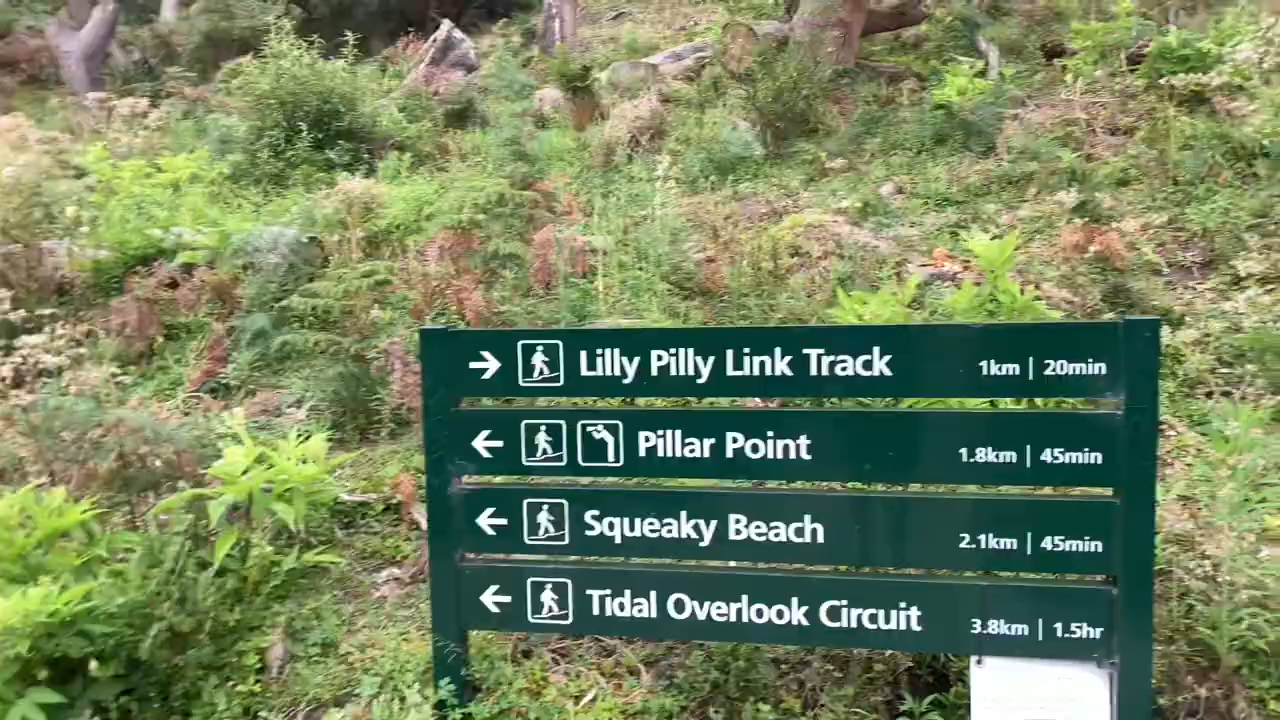 Lilly Pilly Link Track 1km | 20min
Pillar Point 1.8km | 45min
Squeaky Beach 2.1km | 45min
Tidal Overlook Circuit 3.8km | 1.5hr